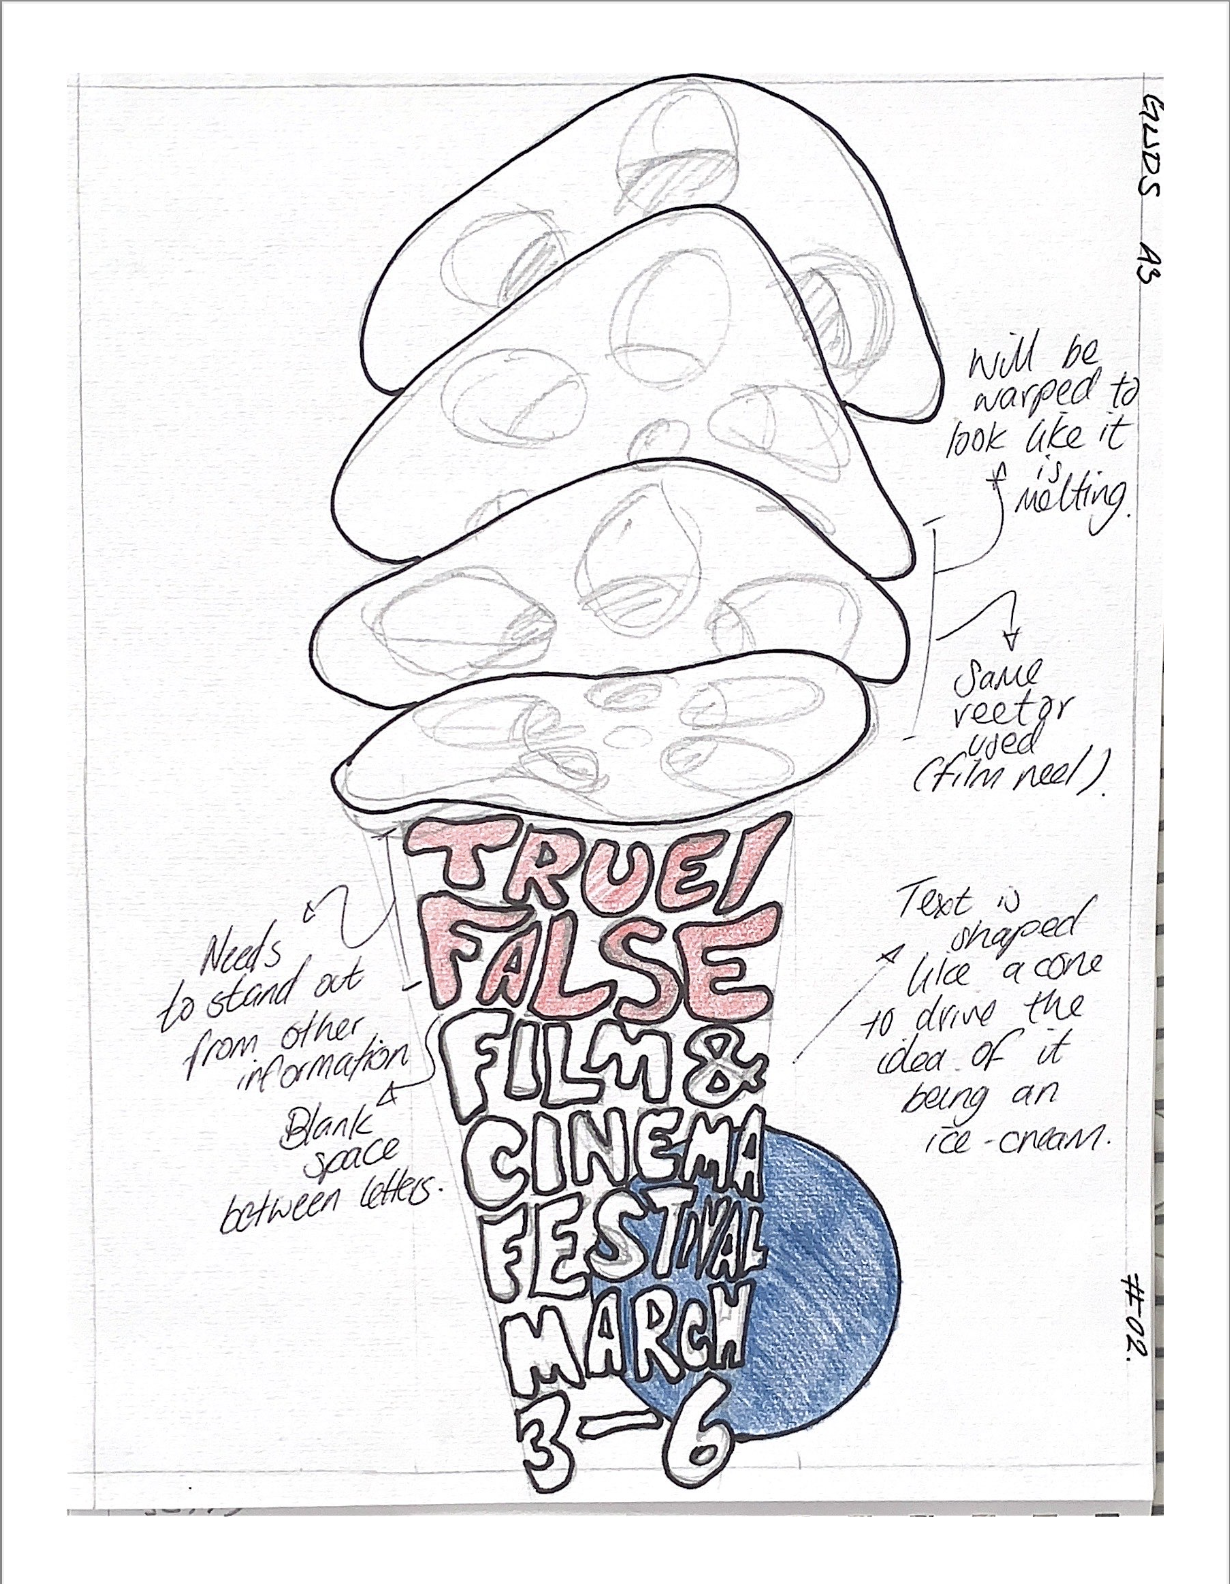 GWDS A3
Will be
warped to
look like it
is
melting.
Same
vector
used
(film reel).
TRUE/
FALSE
FILM &
CINEMA
FESTIVAL
MARCH
3-6
Needs
to stand out
from other
information
Blank
space
between letters.
Text is
shaped
like a cone
to drive the
idea of it
being an
ice-cream.
#02.